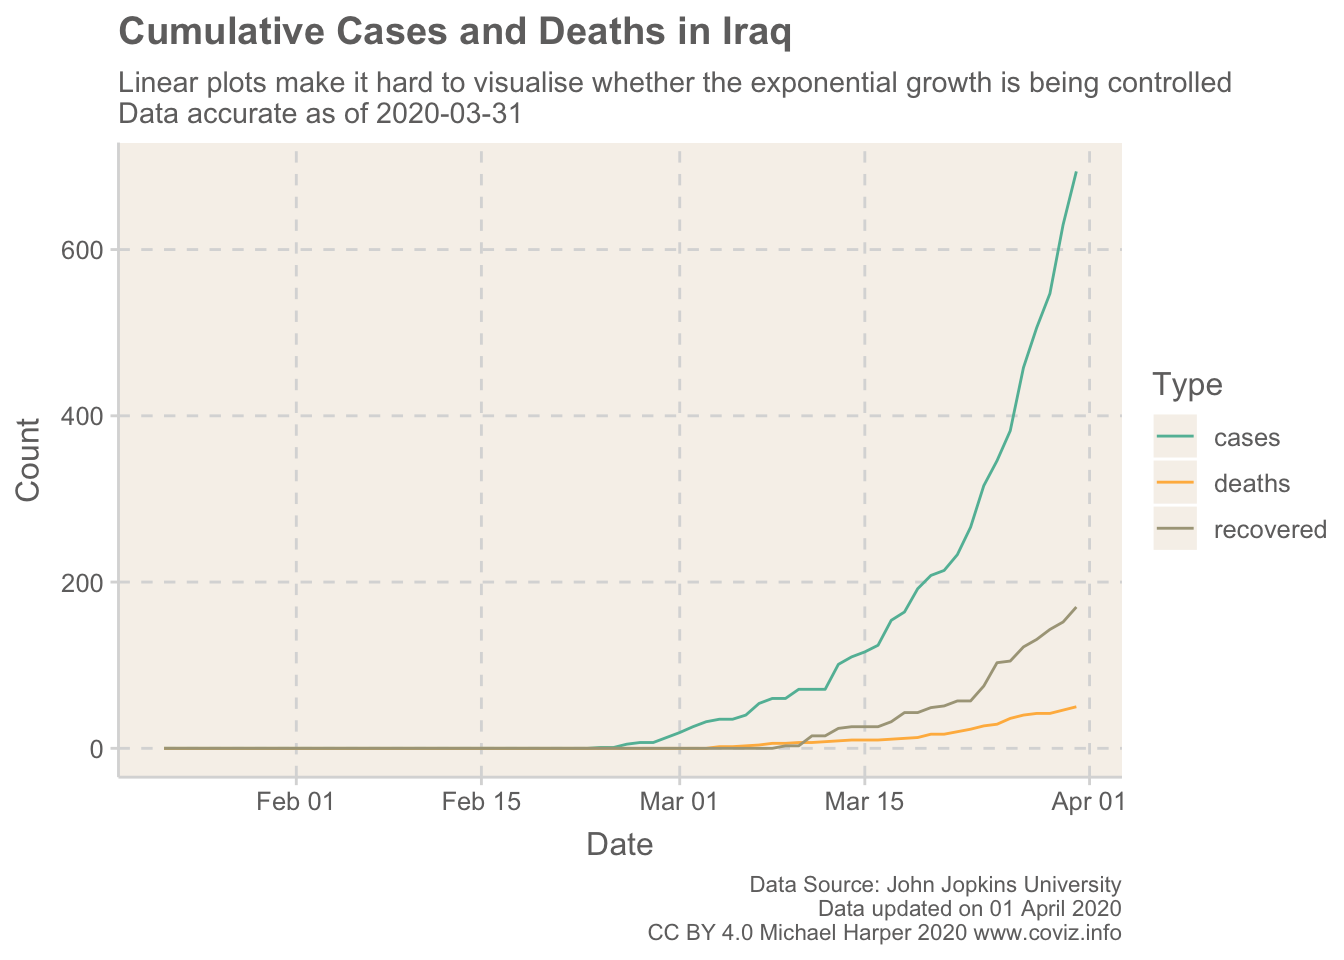 Cumulative Cases and Deaths in Iraq
Linear plots make it hard to visualise whether the exponential growth is being controlled
Data accurate as of 2020-03-31
600
400
200
0
Count
Feb 01
Feb 15
Mar 01
Mar 15
Apr 01
Date
Type
cases
deaths
recovered
Data Source: John Jopkins University
Data updated on 01 April 2020
CC BY 4.0 Michael Harper 2020 www.coviz.info